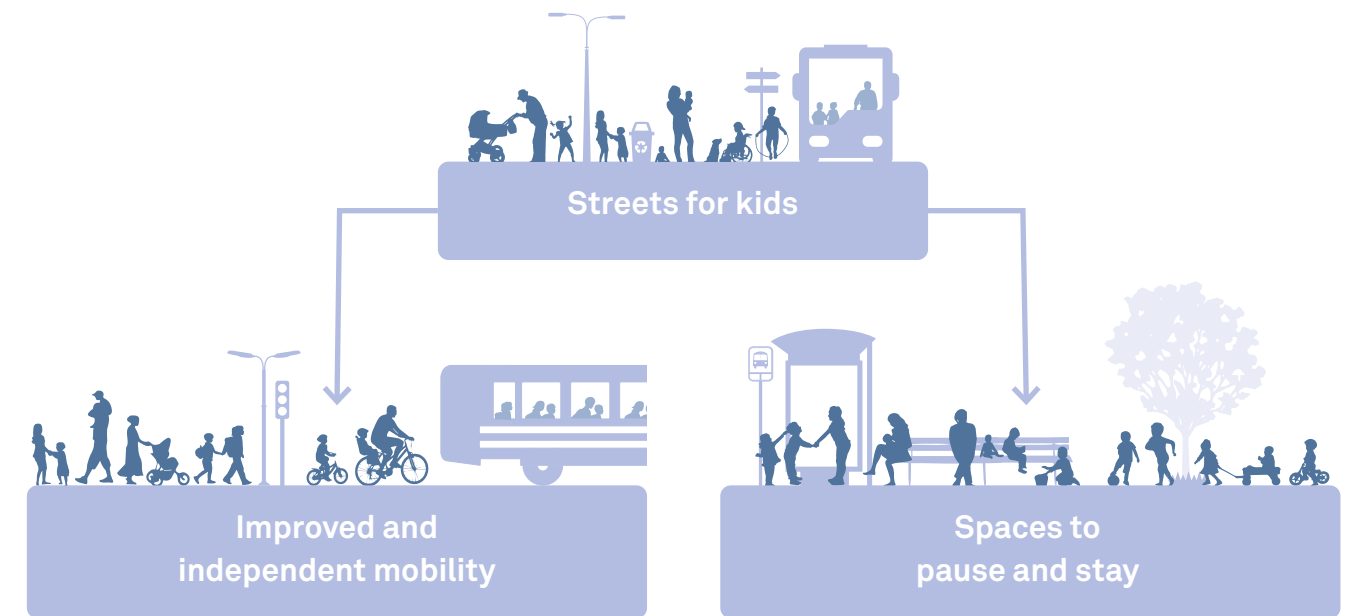 Streets for kids
Improved and
independent mobility
Spaces to
pause and stay